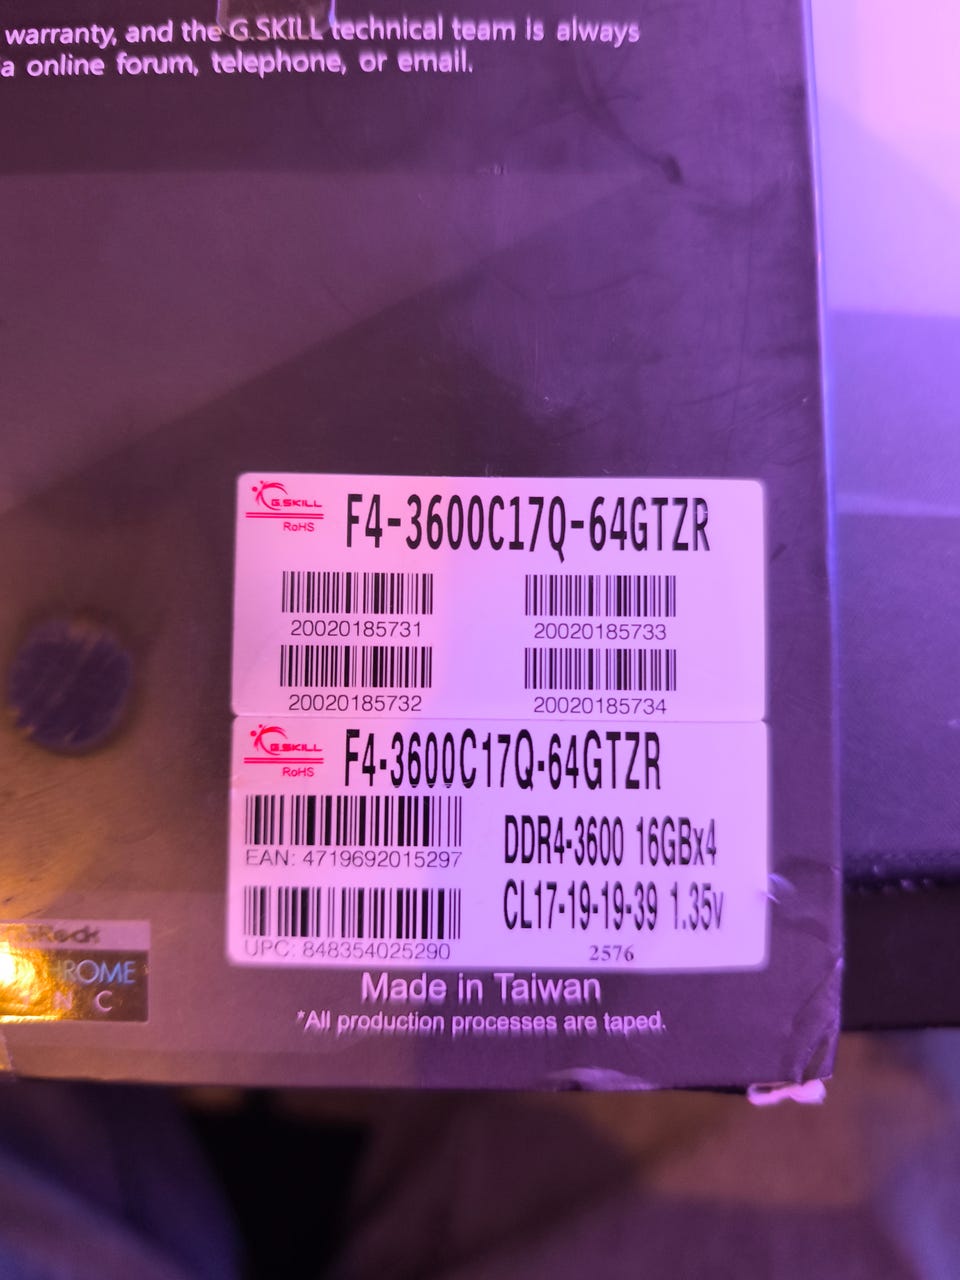 warranty, and the G.SKILL technical team is always
a online forum, telephone, or email.
G.SKILL
RoHS
F4-3600C17Q-64GTZR
20020185731
20020185733
20020185732
20020185734
G.SKILL
RoHS
F4-3600C17Q-64GTZR
EAN: 4719692015297
DDR4-3600 16GBx4
UPC: 848354025290
CL17-19-19-39 1.35v
2576
Made in Taiwan
*All production processes are taped.
HROME
N C